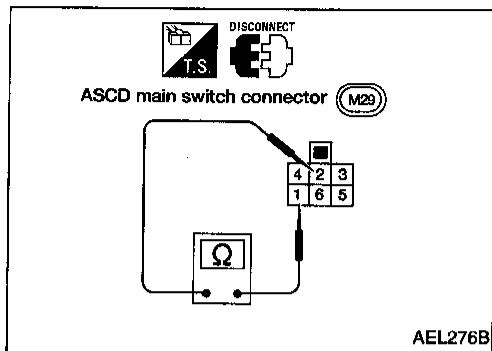 DISCONNECT
T.S.
ASCD main switch connector M29
4 2 3
1 6 5
Ω
AEL276B